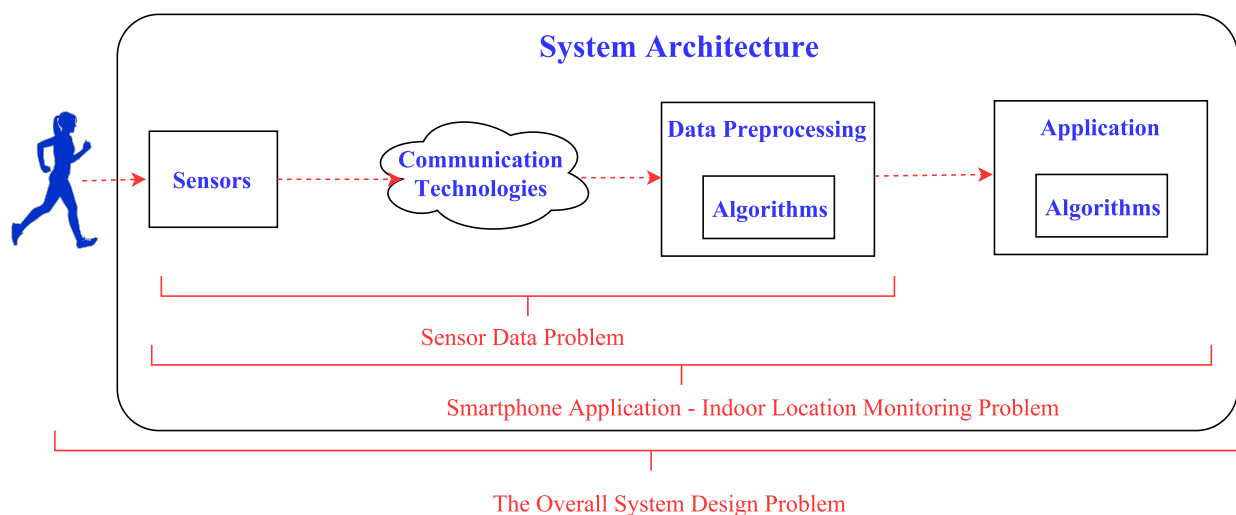 System Architecture
Sensors
Communication
Technologies
Data Preprocessing
Algorithms
Application
Algorithms
Sensor Data Problem
Smartphone Application - Indoor Location Monitoring Problem
The Overall System Design Problem